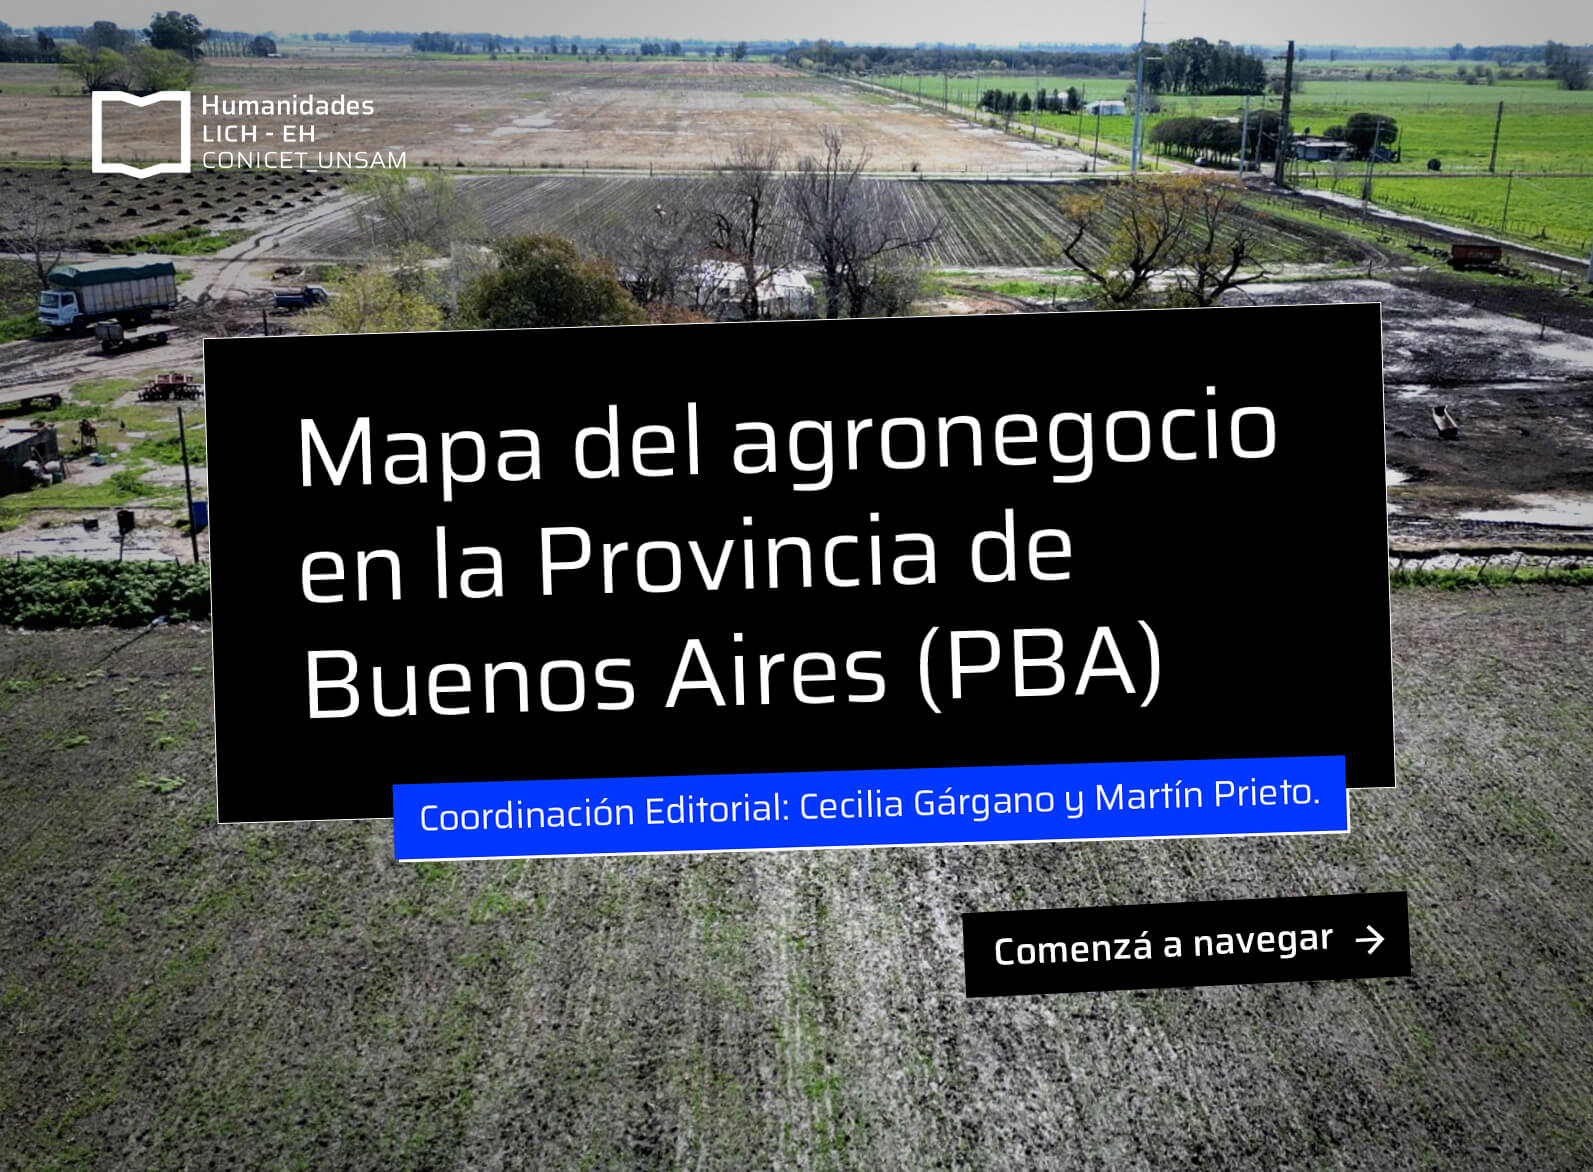 Humanidades
LICH - EH
CONICET_UNSAM
Mapa del agronegocio
en la Provincia de
Buenos Aires (PBA)
Coordinación Editorial: Cecilia Gárgano y Martín Prieto.
Comenzá a navegar →